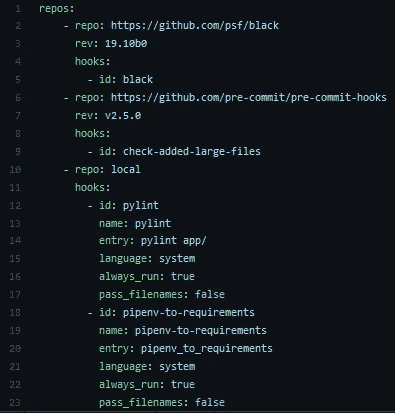 1 repos:
2 - repo: https://github.com/psf/black
3 rev: 19.10b0
4 hooks:
5 - id: black
6 - repo: https://github.com/pre-commit/pre-commit-hooks
7 rev: v2.5.0
8 hooks:
9 - id: check-added-large-files
10 - repo: local
11 hooks:
12 - id: pylint
13 name: pylint
14 entry: pylint app/
15 language: system
16 always_run: true
17 pass_filenames: false
18 - id: pipenv-to-requirements
19 name: pipenv-to-requirements
20 entry: pipenv_to_requirements
21 language: system
22 always_run: true
23 pass_filenames: false